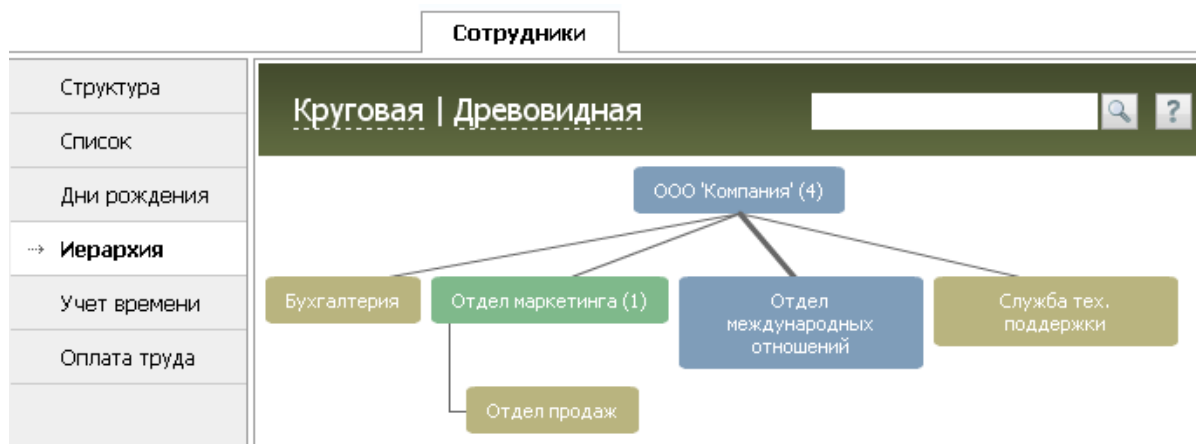 Сотрудники
Структура
Список
Дни рождения
Иерархия
Учет времени
Оплата труда
Круговая | Древовидная
?
ООО 'Компания' (4)
Бухгалтерия
Отдел маркетинга (1)
Отдел
международных
отношений
Служба тех.
поддержки
Отдел продаж